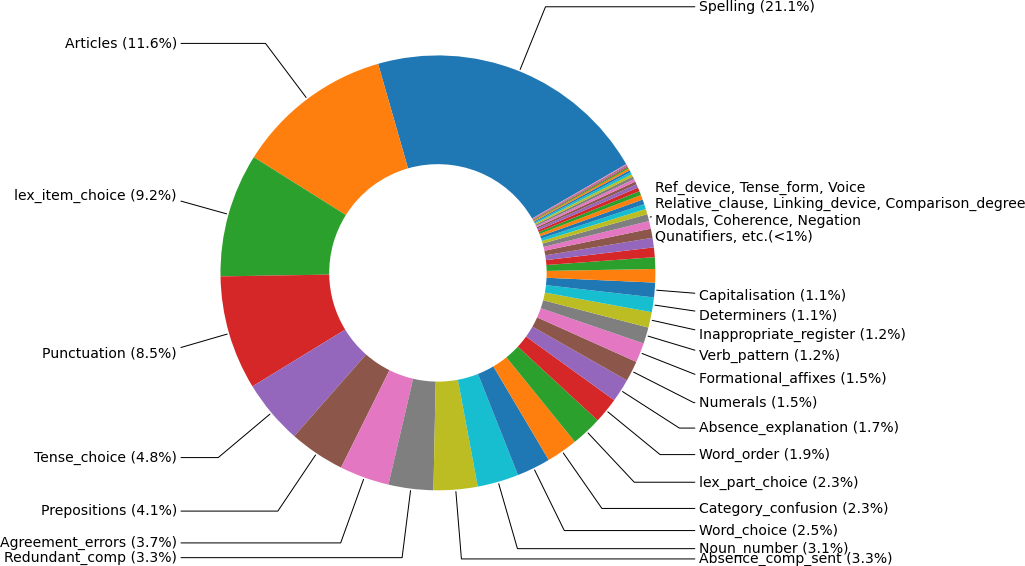 Spelling (21.1%)
Articles (11.6%)
lex_item_choice (9.2%)
Punctuation (8.5%)
Tense_choice (4.8%)
Prepositions (4.1%)
Agreement_errors (3.7%)
Redundant_comp (3.3%)
Ref_device, Tense_form, Voice
Relative_clause, Linking_device, Comparison_degree
Modals, Coherence, Negation
Qunatifiers, etc.(<1%)
Capitalisation (1.1%)
Determiners (1.1%)
Inappropriate_register (1.2%)
Verb_pattern (1.2%)
Formational_affixes (1.5%)
Numerals (1.5%)
Absence_explanation (1.7%)
Word_order (1.9%)
lex_part_choice (2.3%)
Category_confusion (2.3%)
Word_choice (2.5%)
Noun_number (3.1%)
Absence_comp_sent (3.3%)